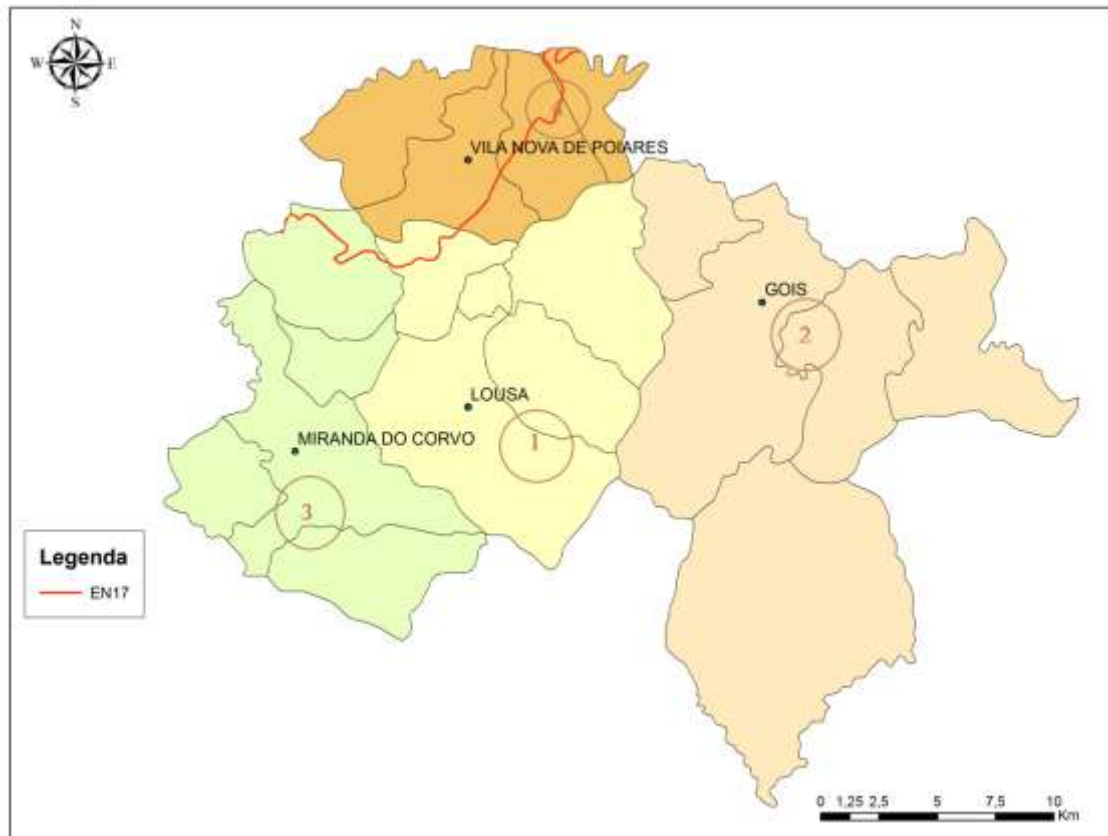 N
W E
S
VILA NOVA DE POIARES
GOIS
2
LOUSA
1
MIRANDA DO CORVO
3
Legenda
EN17
0 1,25 2,5 5 7,5 10
Km